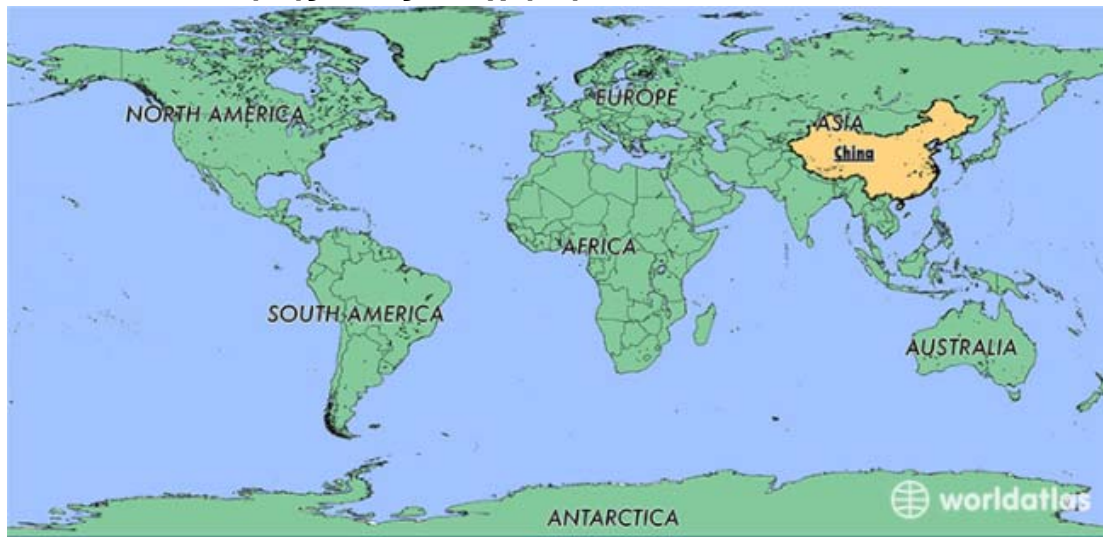 NORTH AMERICA
EUROPE
ASIA
China
AFRICA
SOUTH AMERICA
AUSTRALIA
worldatlas
ANTARCTICA